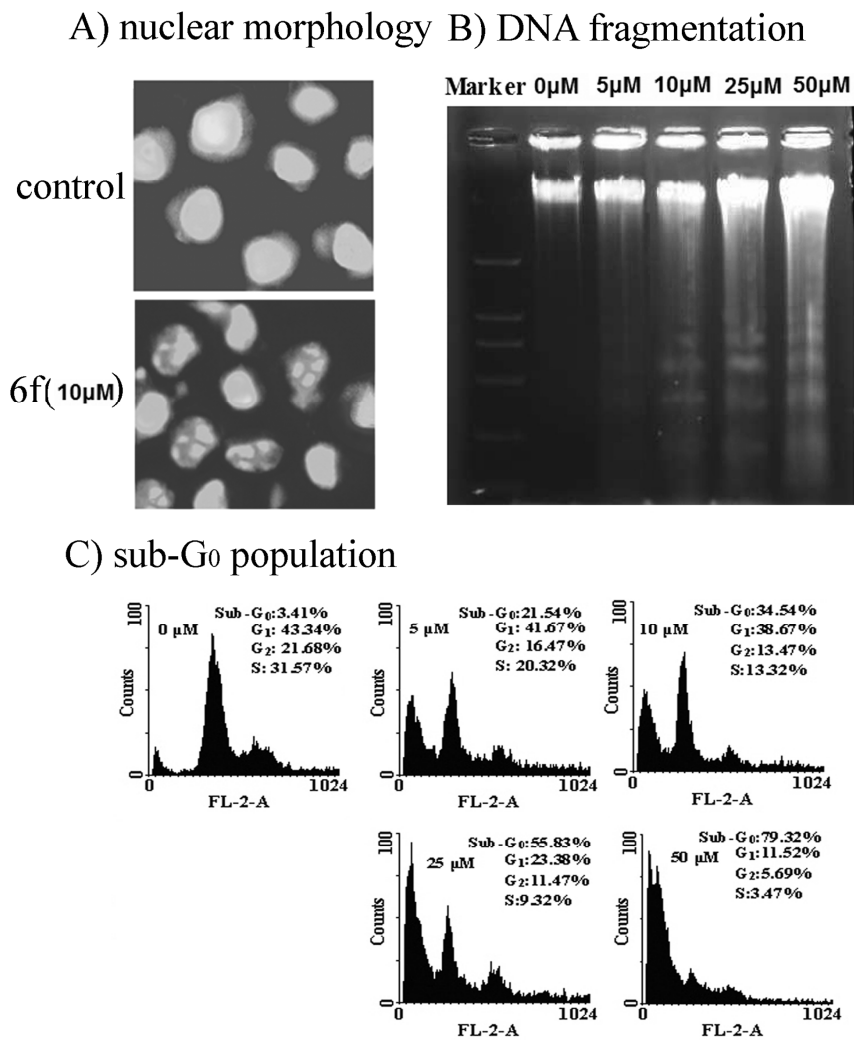 A) nuclear morphology B) DNA fragmentation
Marker 0µM 5µM 10µM 25µM 50µM
control
6f(10µM)
C) sub-G0 population
0 µM
Sub-G0:3.41%
G1: 43.34%
G2: 21.68%
S: 31.57%
100
Counts
0
0 1024
FL-2-A
5 µM
Sub-G0:21.54%
G1: 41.67%
G2: 16.47%
S: 20.32%
100
Counts
0
0 1024
FL-2-A
10 µM
Sub-G0:34.54%
G1:38.67%
G2:13.47%
S:13.32%
100
Counts
0
0 1024
FL-2-A
25 µM
Sub-G0:55.83%
G1:23.38%
G2:11.47%
S:9.32%
100
Counts
0
0 1024
FL-2-A
50 µM
Sub-G0:79.32%
G1:11.52%
G2:5.69%
S:3.47%
100
Counts
0
0 1024
FL-2-A